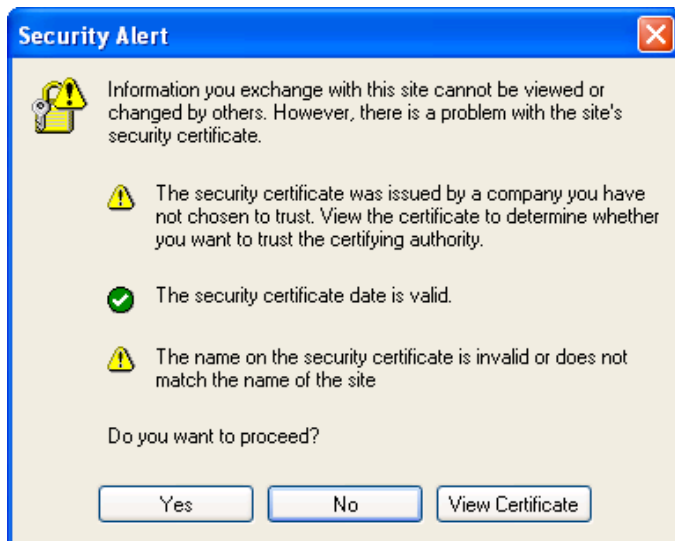 Security Alert
Information you exchange with this site cannot be viewed or
changed by others. However, there is a problem with the site's
security certificate.
The security certificate was issued by a company you have
not chosen to trust. View the certificate to determine whether
you want to trust the certifying authority.
The security certificate date is valid.
The name on the security certificate is invalid or does not
match the name of the site
Do you want to proceed?
Yes No View Certificate